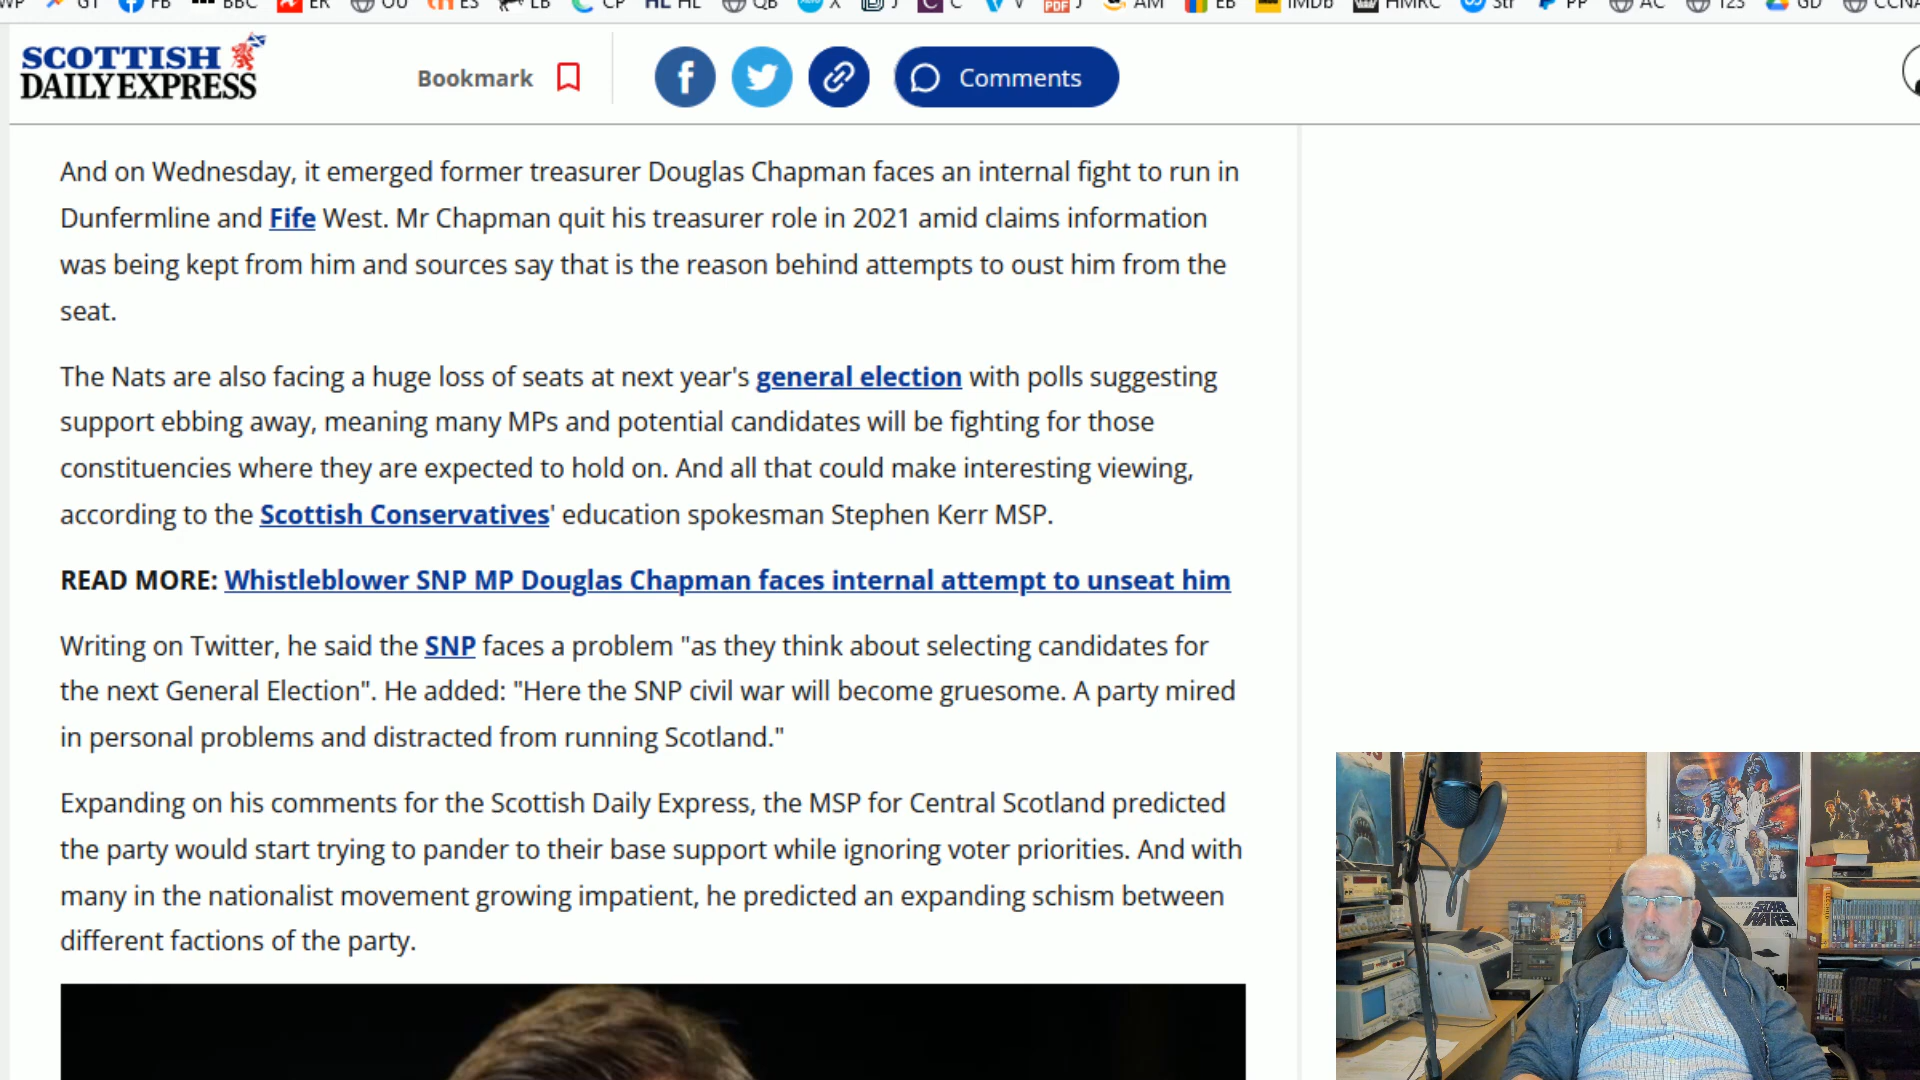 GT
FB
BBC
ER
OU
ES
LB
CP
HL HL
QB
X
J
C
V
PDF J
AM
EB
IMDb
HMRC
Str
PP
AC
123
GD
SCOTTISH
DAILY EXPRESS
Bookmark
Comments
And on Wednesday, it emerged former treasurer Douglas Chapman faces an internal fight to run in
Dunfermline and Fife West. Mr Chapman quit his treasurer role in 2021 amid claims information
was being kept from him and sources say that is the reason behind attempts to oust him from the
seat.
The Nats are also facing a huge loss of seats at next year's general election with polls suggesting
support ebbing away, meaning many MPs and potential candidates will be fighting for those
constituencies where they are expected to hold on. And all that could make interesting viewing,
according to the Scottish Conservatives' education spokesman Stephen Kerr MSP.
READ MORE: Whistleblower SNP MP Douglas Chapman faces internal attempt to unseat him
Writing on Twitter, he said the SNP faces a problem "as they think about selecting candidates for
the next General Election". He added: "Here the SNP civil war will become gruesome. A party mired
in personal problems and distracted from running Scotland."
Expanding on his comments for the Scottish Daily Express, the MSP for Central Scotland predicted
the party would start trying to pander to their base support while ignoring voter priorities. And with
many in the nationalist movement growing impatient, he predicted an expanding schism between
different factions of the party.
STAR
WARS